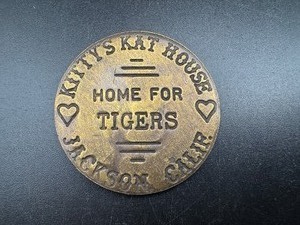 KITTY'S KAT HOUSE
HOME FOR
TIGERS
JACKSON, CALIF.